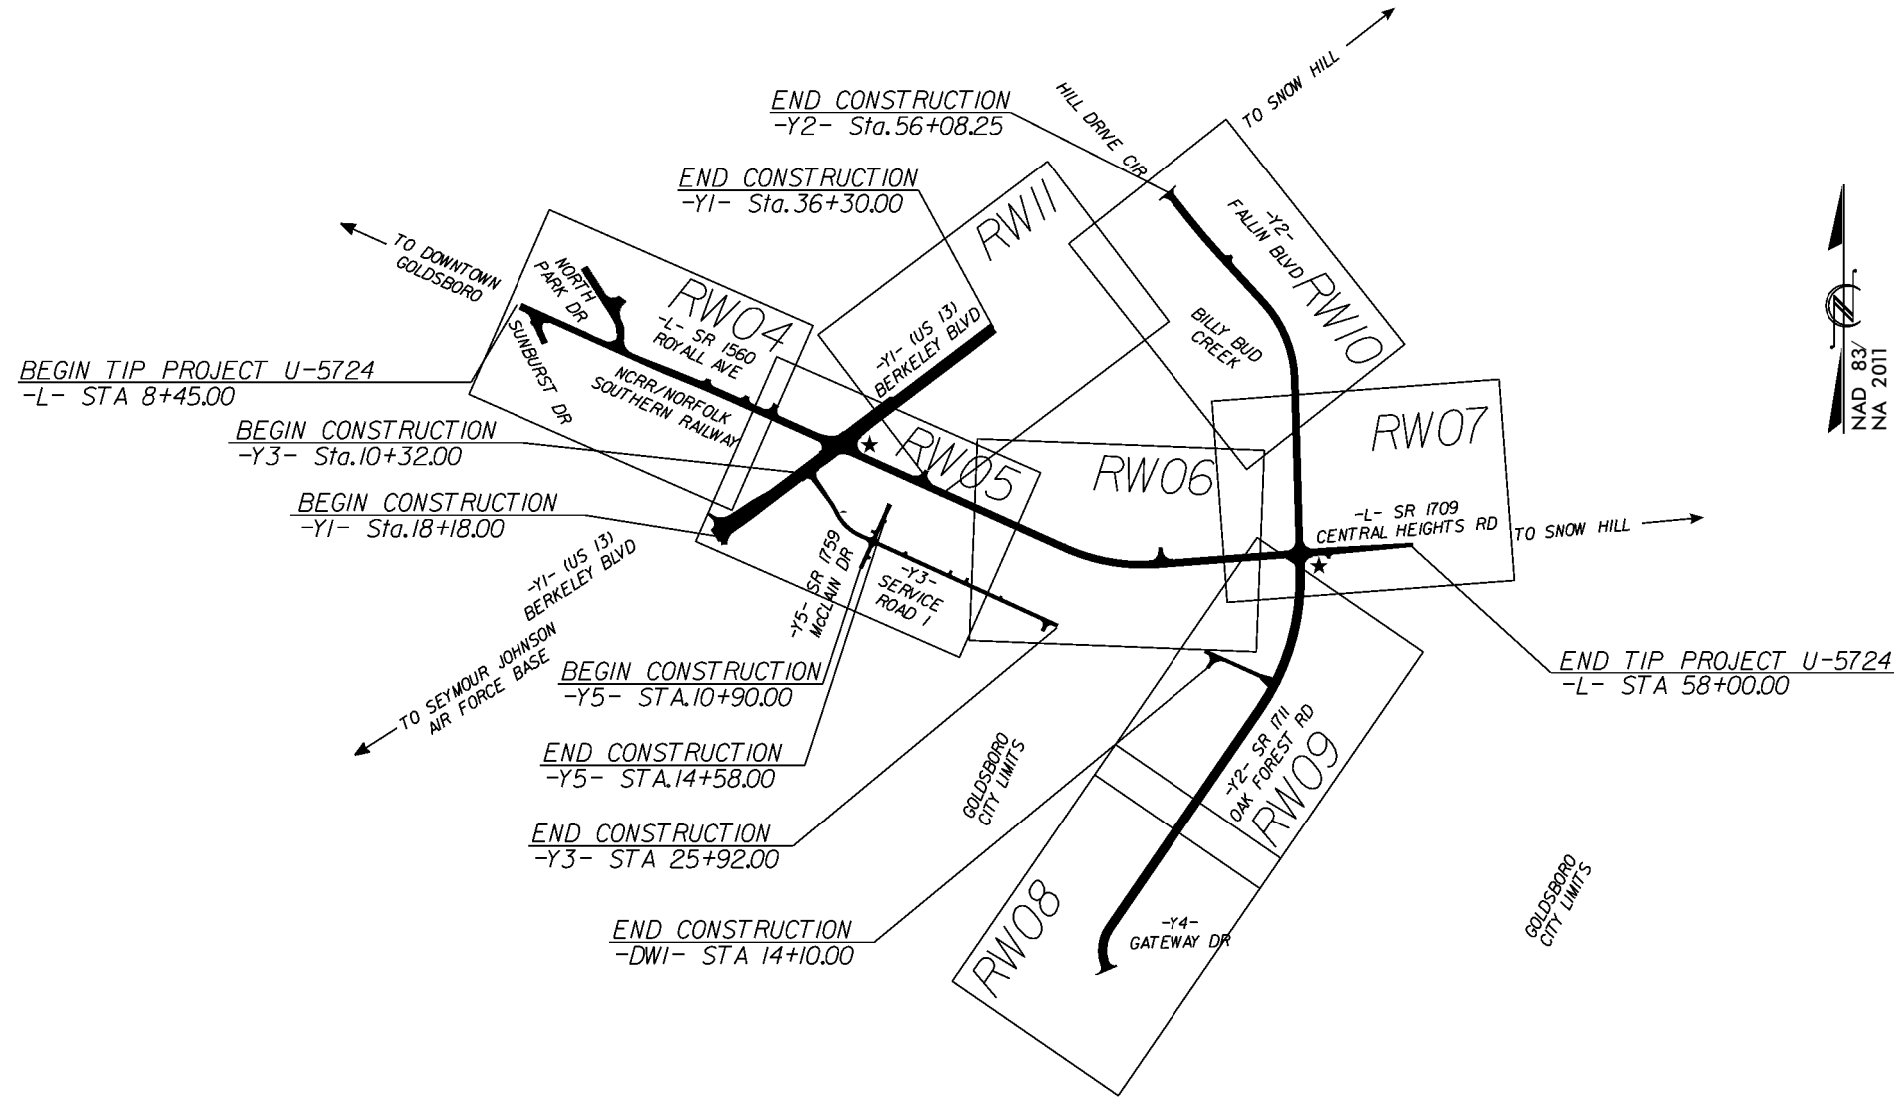 TO SNOW HILL
HILL DRIVE CIR
END CONSTRUCTION
-Y2- Sta.56+08.25
END CONSTRUCTION
-Y1- Sta.36+30.00
RW11
-Y2-
FALLIN BLVD
RW10
TO DOWNTOWN
GOLDSBORO
NORTH
PARK DR
RW04
-L- SR 1560
ROYALL AVE
SUNBURST DR
NCRR/NORFOLK
SOUTHERN RAILWAY
-Y1- (US 13)
BERKELEY BLVD
BILLY BUD
CREEK
NAD 83/
NA 2011
BEGIN TIP PROJECT U-5724
-L- STA 8+45.00
BEGIN CONSTRUCTION
-Y3- Sta.10+32.00
BEGIN CONSTRUCTION
-Y1- Sta.18+18.00
RW05
RW06
RW07
-L- SR 1709
CENTRAL HEIGHTS RD
TO SNOW HILL
-Y1- (US 13)
BERKELEY BLVD
-Y5- SR 1759
McCLAIN DR
-Y3-
SERVICE
ROAD 1
TO SEYMOUR JOHNSON
AIR FORCE BASE
BEGIN CONSTRUCTION
-Y5- STA.10+90.00
END TIP PROJECT U-5724
-L- STA 58+00.00
END CONSTRUCTION
-Y5- STA.14+58.00
GOLDSBORO
CITY LIMITS
-Y2- SR 1711
OAK FOREST RD
RW09
END CONSTRUCTION
-Y3- STA 25+92.00
END CONSTRUCTION
-DW1- STA 14+10.00
RW08
-Y4-
GATEWAY DR
GOLDSBORO
CITY LIMITS